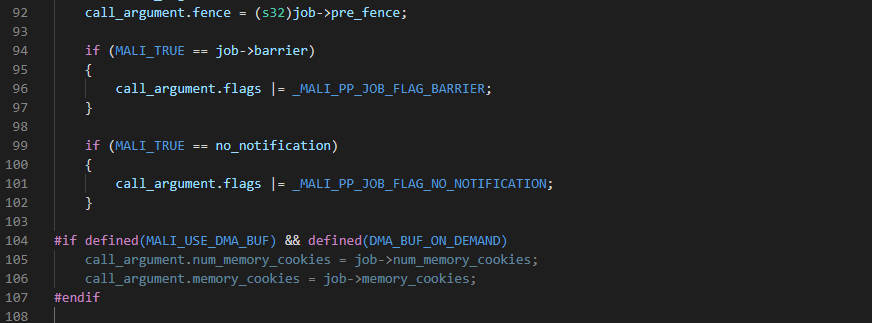 92 call_argument.fence = (s32)job->pre_fence;
93
94 if (MALI_TRUE == job->barrier)
95 {
96 call_argument.flags |= _MALI_PP_JOB_FLAG_BARRIER;
97 }
98
99 if (MALI_TRUE == no_notification)
100 {
101 call_argument.flags |= _MALI_PP_JOB_FLAG_NO_NOTIFICATION;
102 }
103
104 #if defined(MALI_USE_DMA_BUF) && defined(DMA_BUF_ON_DEMAND)
105 call_argument.num_memory_cookies = job->num_memory_cookies;
106 call_argument.memory_cookies = job->memory_cookies;
107 #endif
108